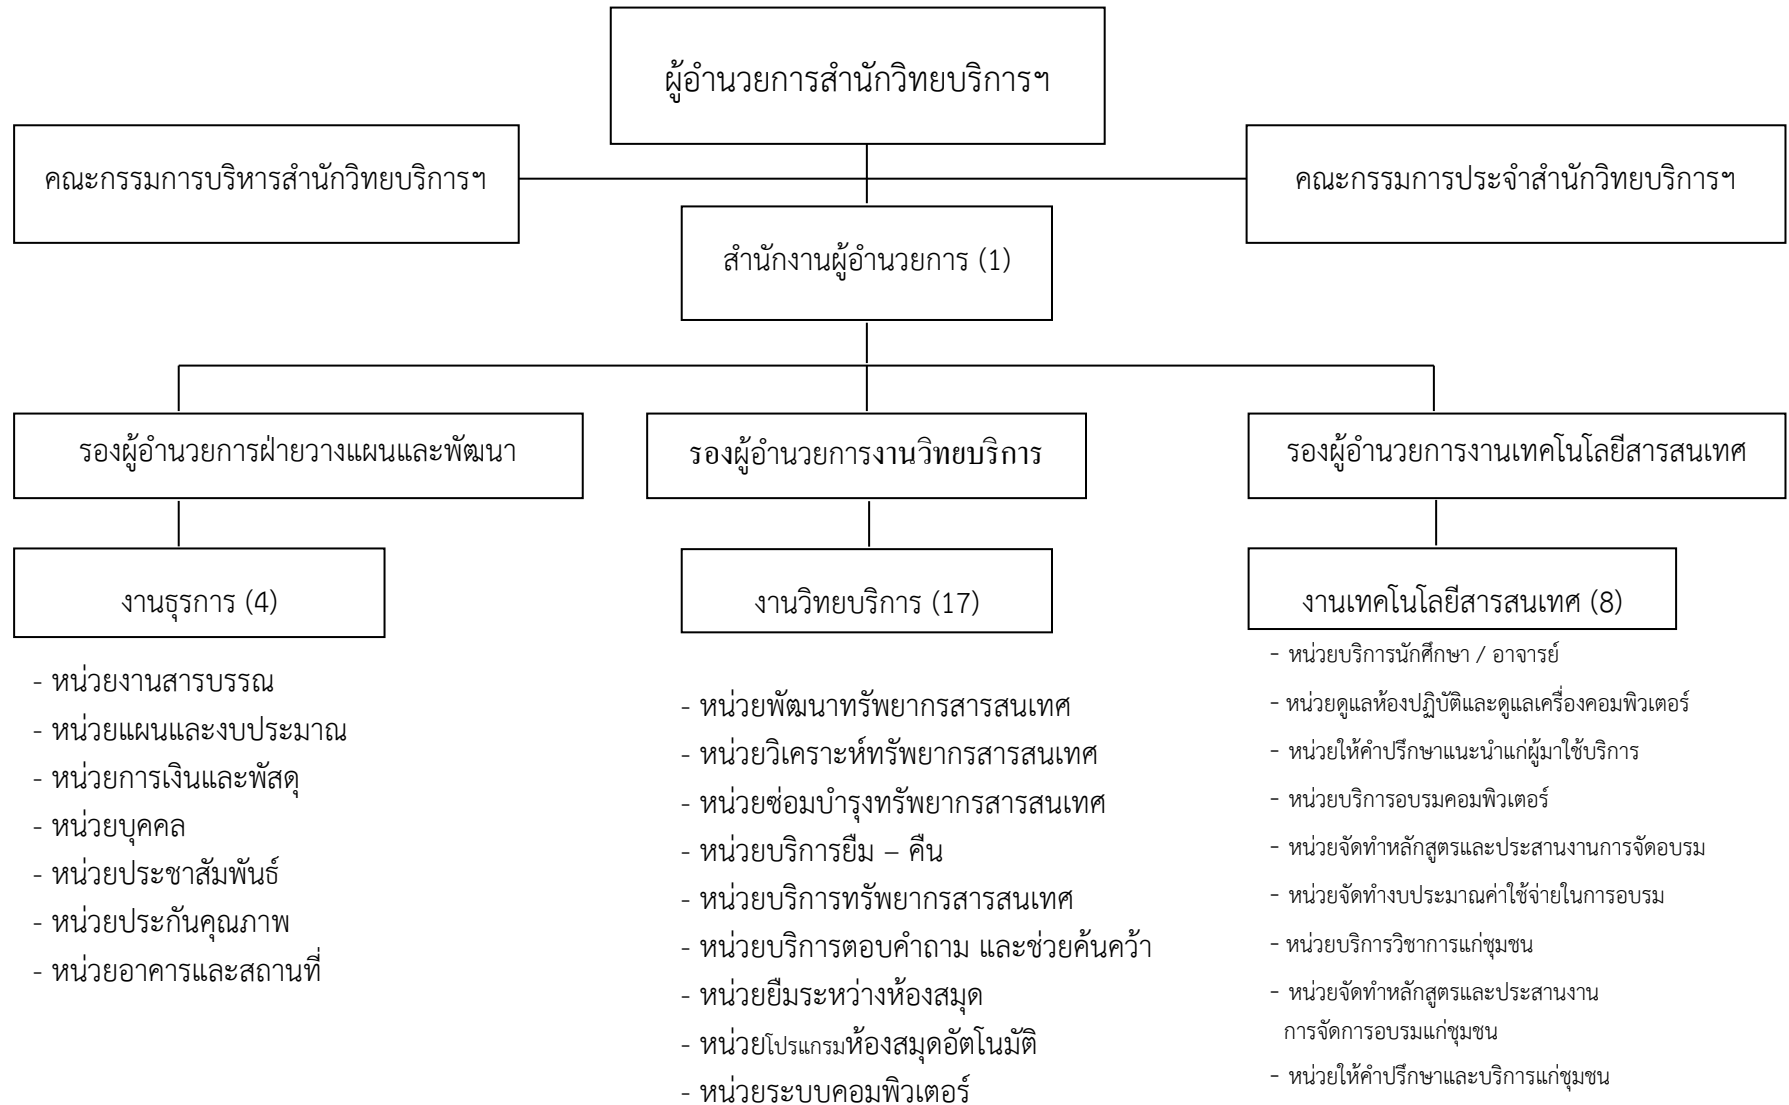 ผู้อำนวยการสำนักวิทยบริการฯ
คณะกรรมการบริหารสำนักวิทยบริการฯ
คณะกรรมการประจำสำนักวิทยบริการฯ
สำนักงานผู้อำนวยการ (1)
รองผู้อำนวยการฝ่ายวางแผนและพัฒนา
รองผู้อำนวยการงานวิทยบริการ
รองผู้อำนวยการงานเทคโนโลยีสารสนเทศ
งานธุรการ (4)
- หน่วยงานสารบรรณ
- หน่วยแผนและงบประมาณ
- หน่วยการเงินและพัสดุ
- หน่วยบุคคล
- หน่วยประชาสัมพันธ์
- หน่วยประกันคุณภาพ
- หน่วยอาคารและสถานที่
งานวิทยบริการ (17)
- หน่วยพัฒนาทรัพยากรสารสนเทศ
- หน่วยวิเคราะห์ทรัพยากรสารสนเทศ
- หน่วยซ่อมบำรุงทรัพยากรสารสนเทศ
- หน่วยบริการยืม – คืน
- หน่วยบริการทรัพยากรสารสนเทศ
- หน่วยบริการตอบคำถาม และช่วยค้นคว้า
- หน่วยยืมระหว่างห้องสมุด
- หน่วยโปรแกรมห้องสมุดอัตโนมัติ
- หน่วยระบบคอมพิวเตอร์
งานเทคโนโลยีสารสนเทศ (8)
- หน่วยบริการนักศึกษา / อาจารย์
- หน่วยดูแลห้องปฏิบัติและดูแลเครื่องคอมพิวเตอร์
- หน่วยให้คำปรึกษาแนะนำแก่ผู้มาใช้บริการ
- หน่วยบริการอบรมคอมพิวเตอร์
- หน่วยจัดทำหลักสูตรและประสานงานการจัดอบรม
- หน่วยจัดทำงบประมาณค่าใช้จ่ายในการอบรม
- หน่วยบริการวิชาการแก่ชุมชน
- หน่วยจัดทำหลักสูตรและประสานงาน
การจัดการอบรมแก่ชุมชน
- หน่วยให้คำปรึกษาและบริการแก่ชุมชน